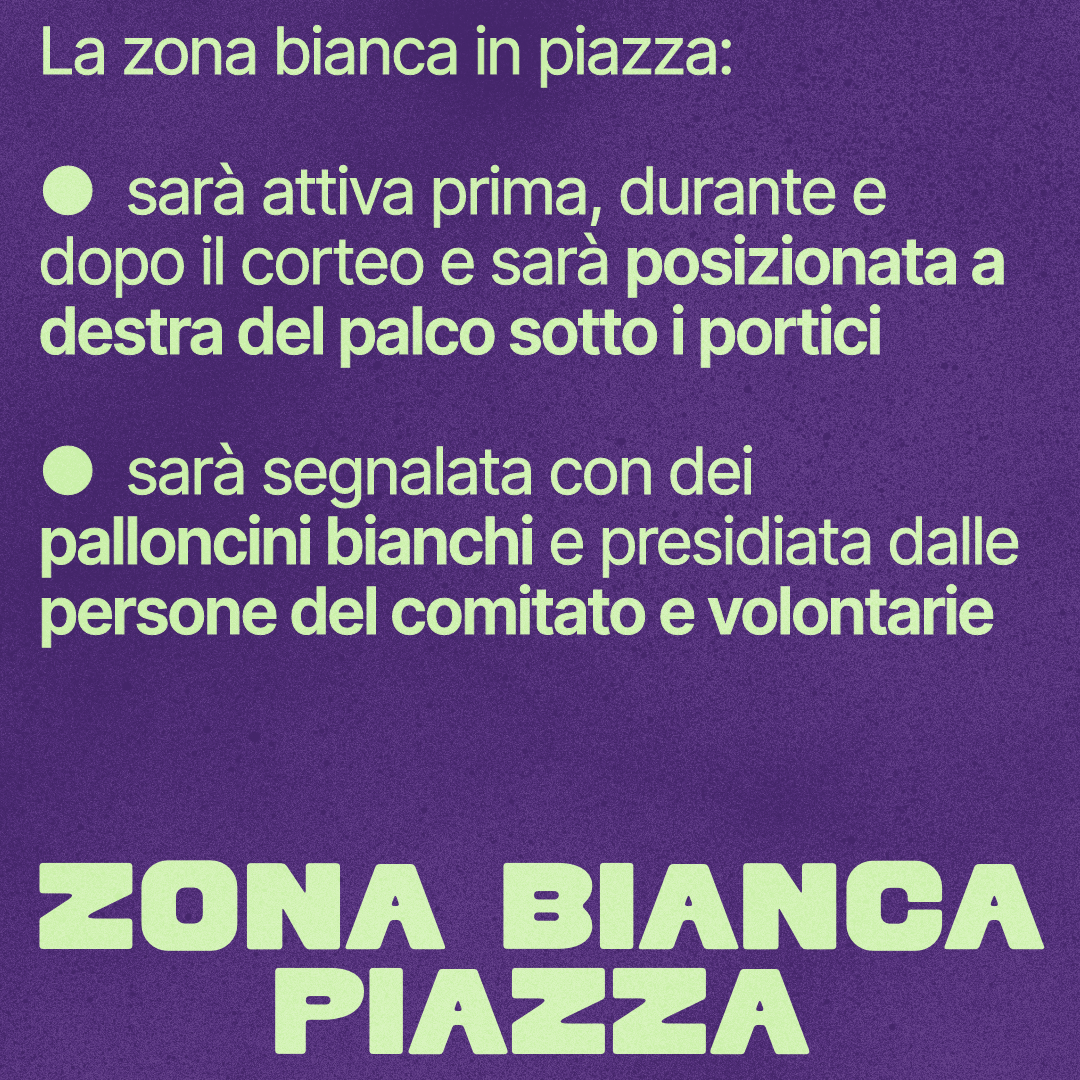 La zona bianca in piazza:
● sarà attiva prima, durante e
dopo il corteo e sarà posizionata a
destra del palco sotto i portici
● sarà segnalata con dei
palloncini bianchi e presidiata dalle
persone del comitato e volontarie
ZONA BIANCA
PIAZZA